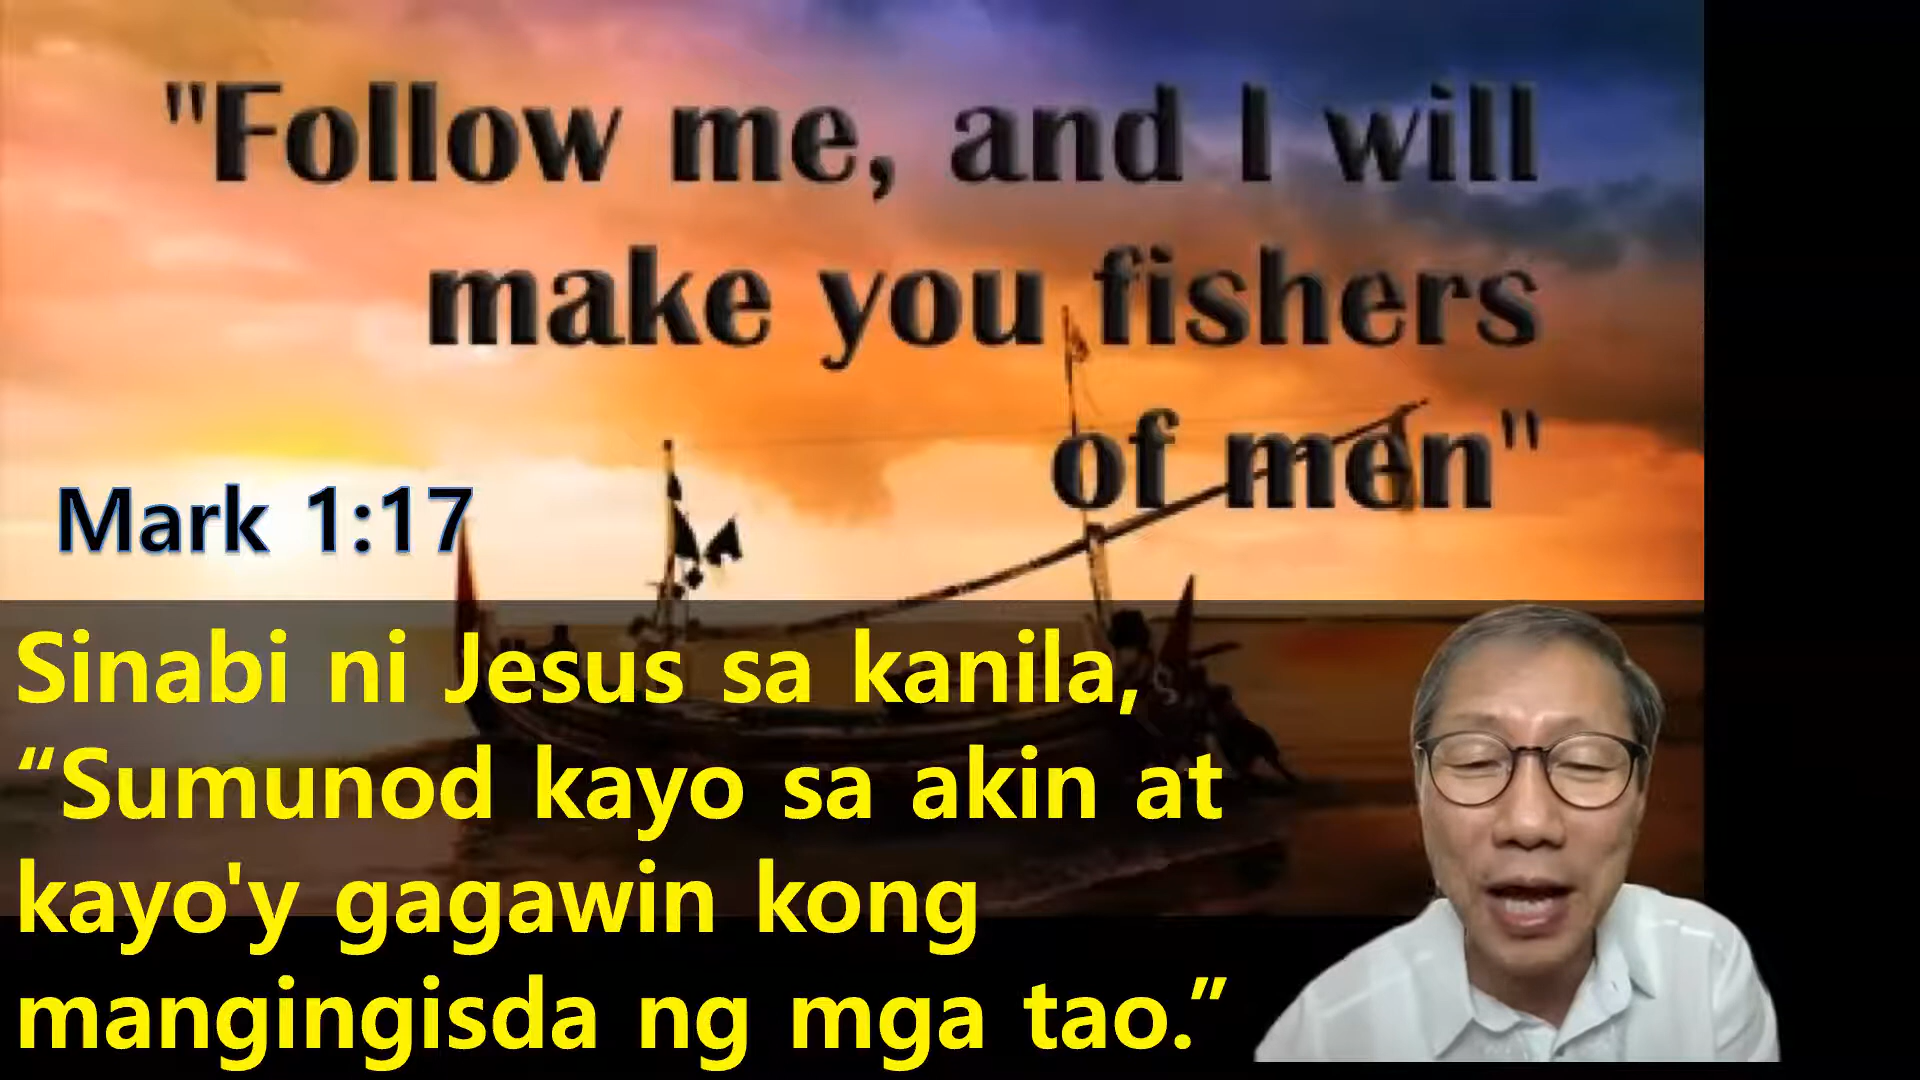 "Follow me, and I will
make you fishers
of men"
Mark 1:17
Sinabi ni Jesus sa kanila,
“Sumunod kayo sa akin at
kayo'y gagawin kong
mangingisda ng mga tao.”